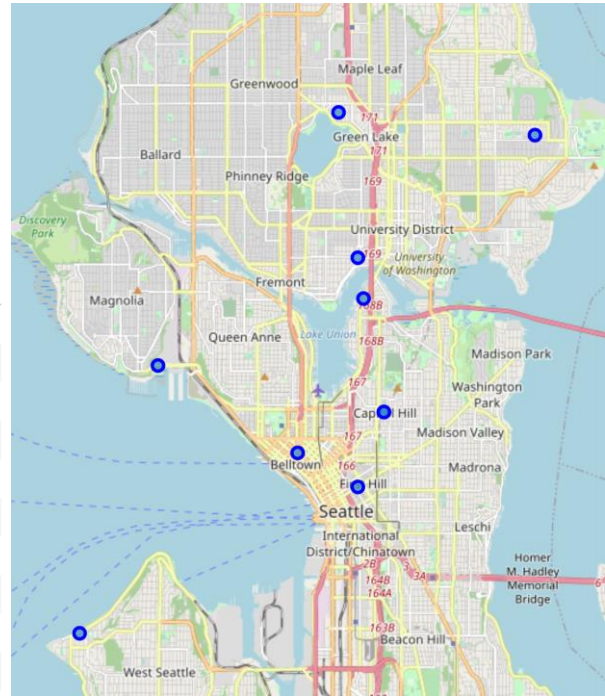 Maple Leaf
Greenwood
171
Green Lake
171
Ballard
Phinney Ridge
169
Discovery
Park
University District
169
University
of Washington
Fremont
Magnolia
168B
Queen Anne
Lake Union
168B
Madison Park
167
Washington
Park
Capitol Hill
167
Madison Valley
Belltown
166
Madrona
First Hill
Seattle
Leschi
International
District/Chinatown
2B
3A
Homer
M. Hadley
Memorial
Bridge
6
164B
164A
163B
Beacon Hill
West Seattle